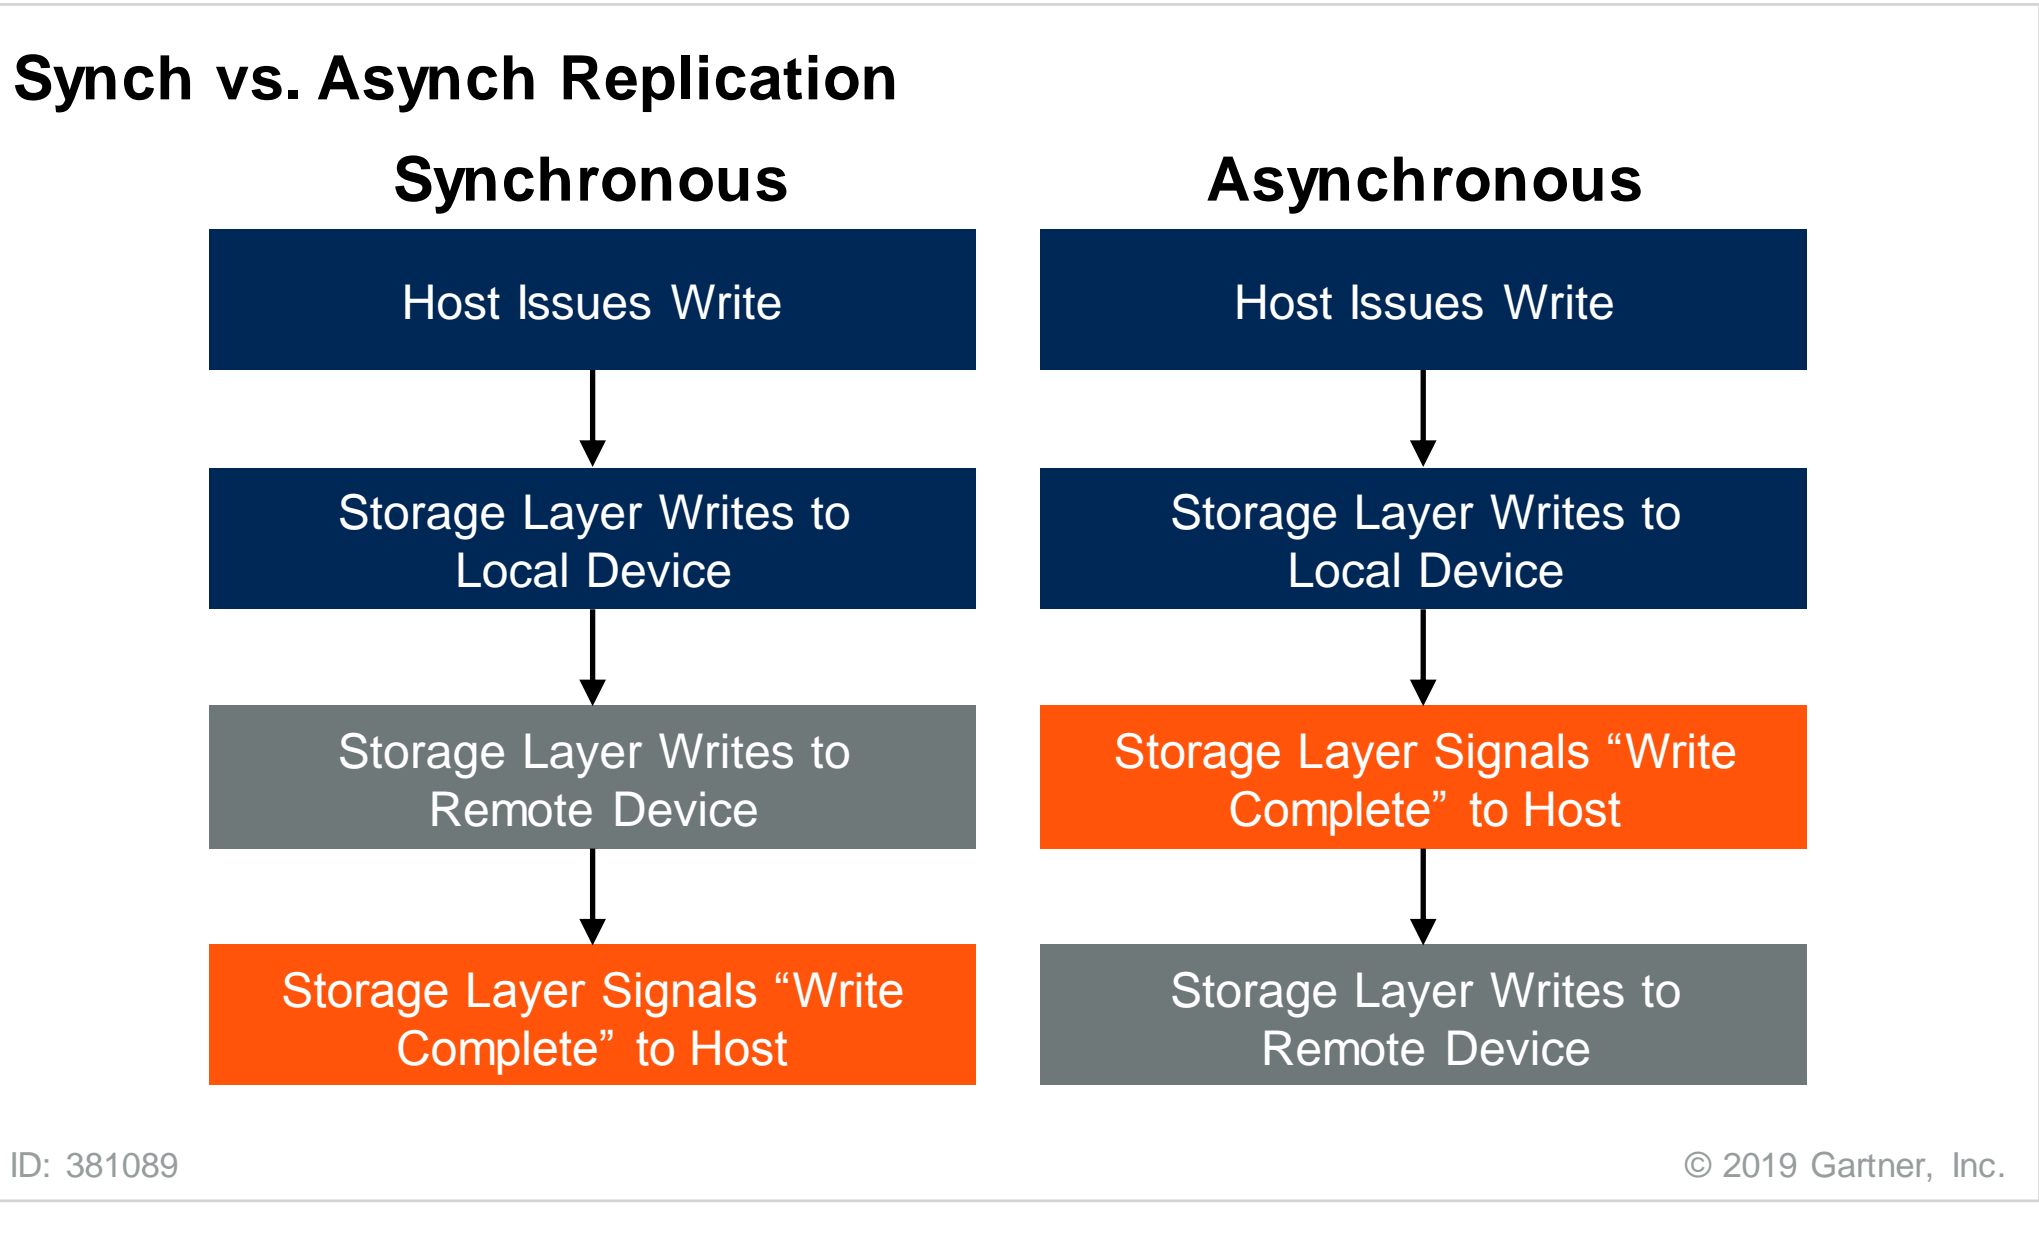 Synch vs. Asynch Replication
Synchronous
Host Issues Write
Storage Layer Writes to
Local Device
Storage Layer Writes to
Remote Device
Storage Layer Signals “Write
Complete” to Host
Asynchronous
Host Issues Write
Storage Layer Writes to
Local Device
Storage Layer Signals “Write
Complete” to Host
Storage Layer Writes to
Remote Device
ID: 381089
© 2019 Gartner, Inc.